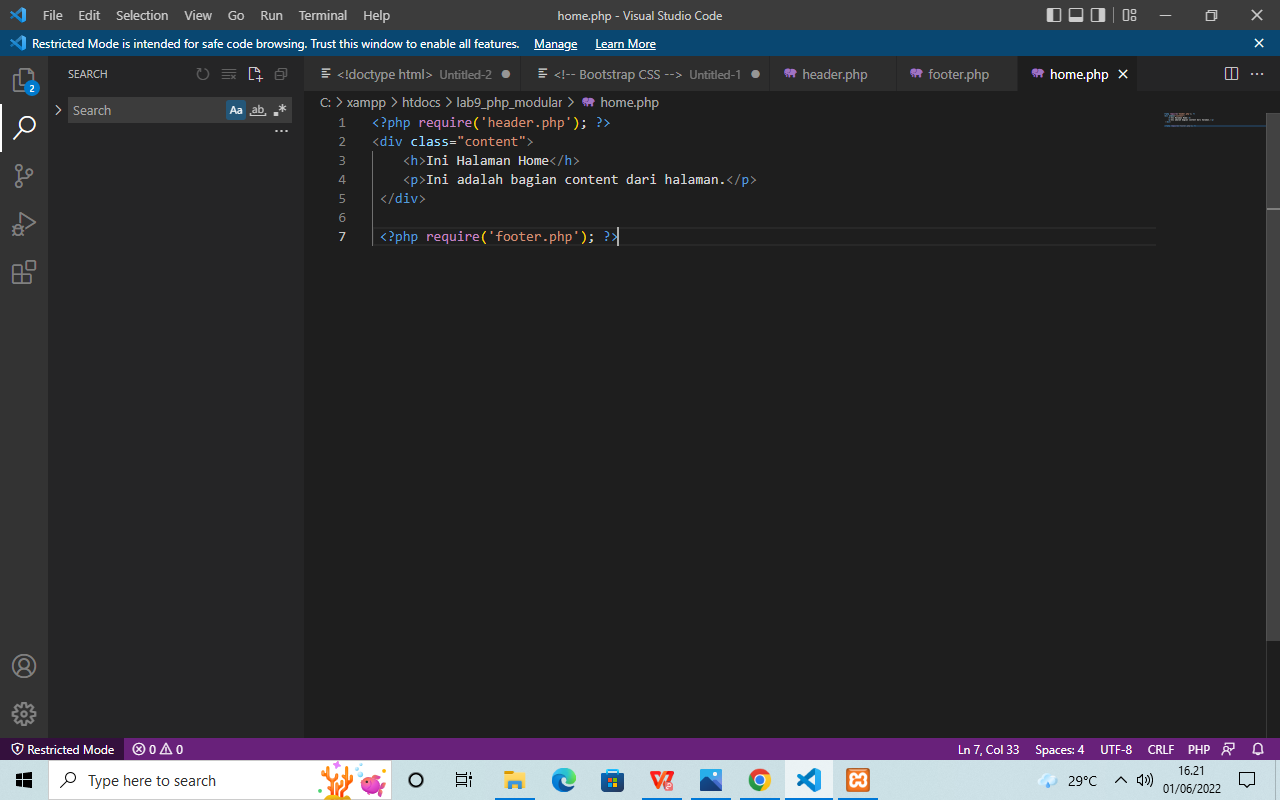 File Edit Selection View Go Run Terminal Help home.php - Visual Studio Code
Restricted Mode is intended for safe code browsing. Trust this window to enable all features. Manage Learn More
2
SEARCH
Search Aa ab .*
<!doctype html> Untitled-2 <!-- Bootstrap CSS --> Untitled-1 header.php footer.php home.php
C: > xampp > htdocs > lab9_php_modular > home.php
1 <?php require('header.php'); ?>
2 <div class="content">
3 <h>Ini Halaman Home</h>
4 <p>Ini adalah bagian content dari halaman.</p>
5 </div>
6
7 <?php require('footer.php'); ?>
Restricted Mode 0 0 Ln 7, Col 33 Spaces: 4 UTF-8 CRLF PHP
Type here to search 29°C 16.21
01/06/2022